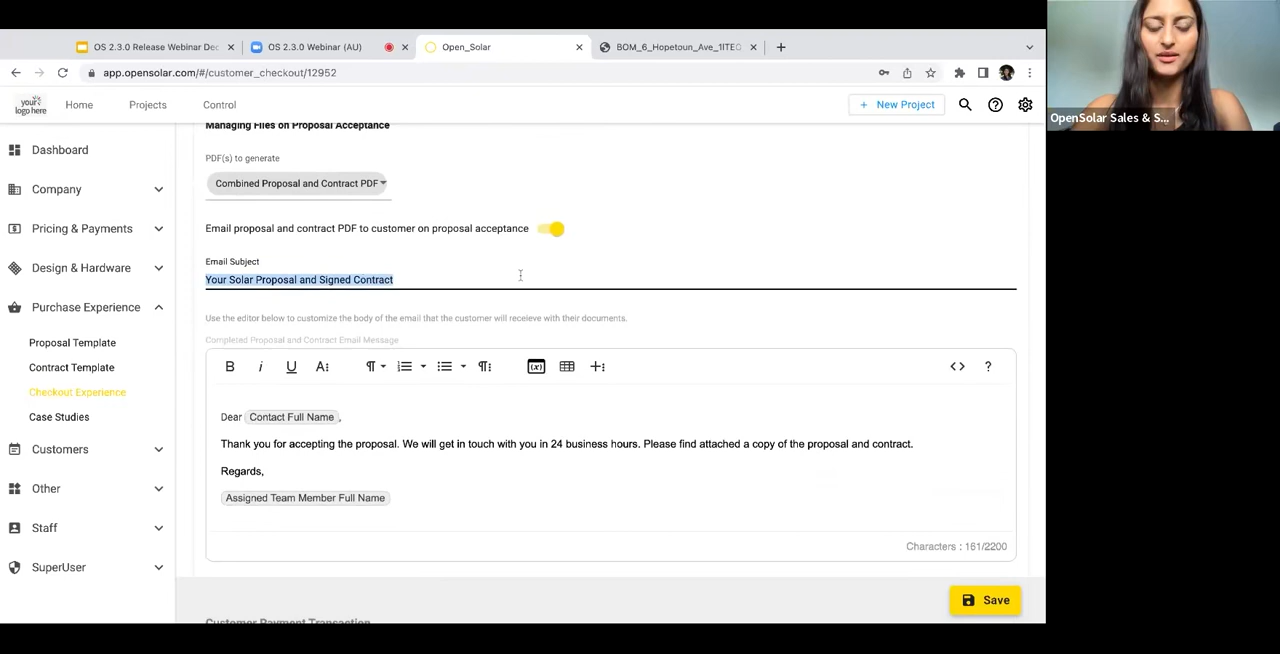 OS 2.3.0 Release Webinar Dec
OS 2.3.0 Webinar (AU)
Open_Solar
BOM_6_Hopetoun_Ave_1ITEC
app.opensolar.com/#/customer_checkout/12952
your logo here
Home
Projects
Control
+ New Project
OpenSolar Sales & S...
Dashboard
Company
Pricing & Payments
Design & Hardware
Purchase Experience
Proposal Template
Contract Template
Checkout Experience
Case Studies
Customers
Other
Staff
SuperUser
Managing Files on Proposal Acceptance
PDF(s) to generate
Combined Proposal and Contract PDF
Email proposal and contract PDF to customer on proposal acceptance
Email Subject
Your Solar Proposal and Signed Contract
Use the editor below to customize the body of the email that the customer will receieve with their documents.
Completed Proposal and Contract Email Message
B i U A
(x)
<> ?
Dear Contact Full Name,
Thank you for accepting the proposal. We will get in touch with you in 24 business hours. Please find attached a copy of the proposal and contract.
Regards,
Assigned Team Member Full Name
Characters : 161/2200
Save
Customer Payment Transaction